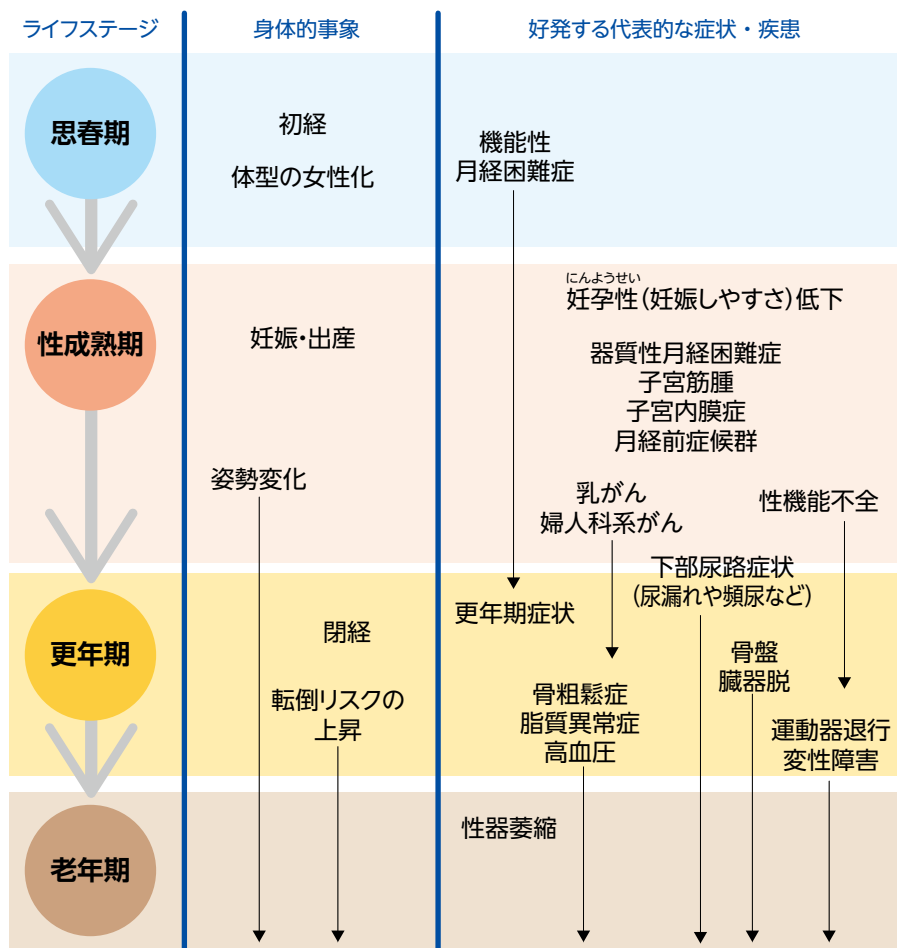 ライフステージ
身体的事象
好発する代表的な症状・疾患
思春期
初経
体型の女性化
機能性
月経困難症
性成熟期
妊娠・出産
姿勢変化
にんようせい
妊孕性(妊娠しやすさ)低下
器質性月経困難症
子宮筋腫
子宮内膜症
月経前症候群
乳がん
婦人科系がん
性機能不全
下部尿路症状
(尿漏れや頻尿など)
更年期
閉経
転倒リスクの
上昇
更年期症状
骨盤
臓器脱
骨粗鬆症
脂質異常症
高血圧
運動器退行
変性障害
老年期
性器萎縮